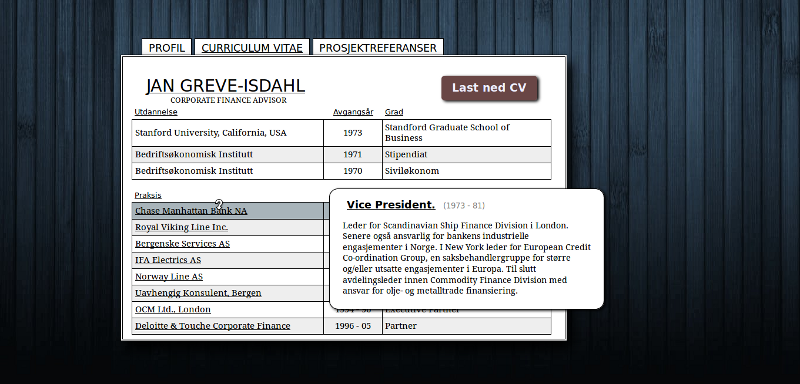 PROFIL CURRICULUM VITAE PROSJEKTREFERANSER
JAN GREVE-ISDAHL
CORPORATE FINANCE ADVISOR
Last ned CV
Utdannelse Avgangsår Grad
Stanford University, California, USA 1973 Standford Graduate School of
Business
Bedriftsøkonomisk Institutt 1971 Stipendiat
Bedriftsøkonomisk Institutt 1970 Siviløkonom
Praksis
Chase Manhattan Bank NA
Royal Viking Line Inc.
Bergenske Services AS
IFA Electrics AS
Norway Line AS
Uavhengig Konsulent, Bergen
OCM Ltd., London
Deloitte & Touche Corporate Finance 1996 - 05 Partner
Vice President. (1973 - 81)
Leder for Scandinavian Ship Finance Division i London.
Senere også ansvarlig for bankens industrielle
engasjementer i Norge. I New York leder for European Credit
Co-ordination Group, en saksbehandlergruppe for større
og/eller utsatte engasjementer i Europa. Til slutt
avdelingsleder innen Commodity Finance Division med
ansvar for olje- og metalltrade finansiering.